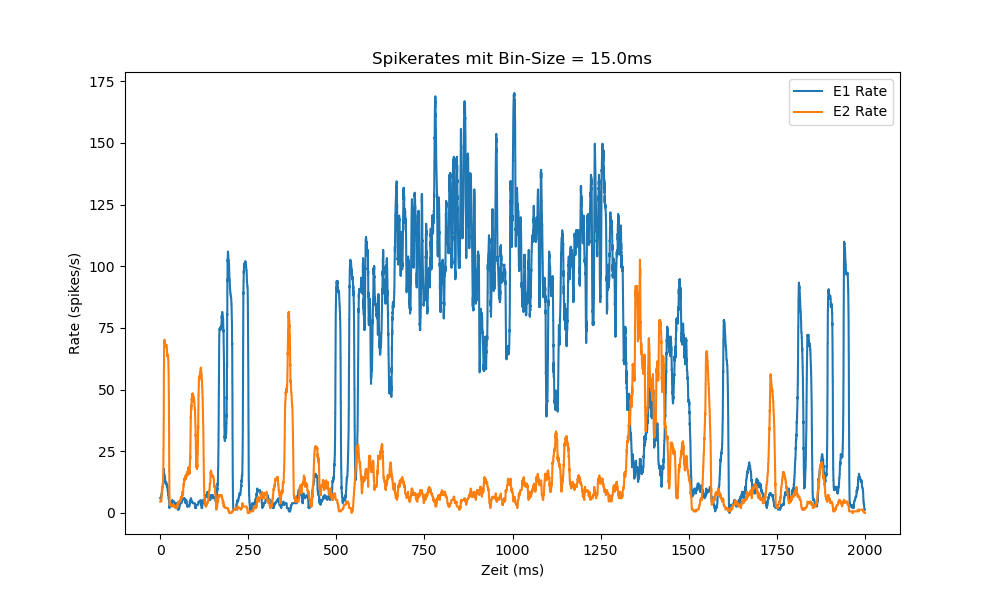 Spikerates mit Bin-Size = 15.0ms
E1 Rate
E2 Rate
175
150
125
100
75
50
25
0
Rate (spikes/s)
0 250 500 750 1000 1250 1500 1750 2000
Zeit (ms)